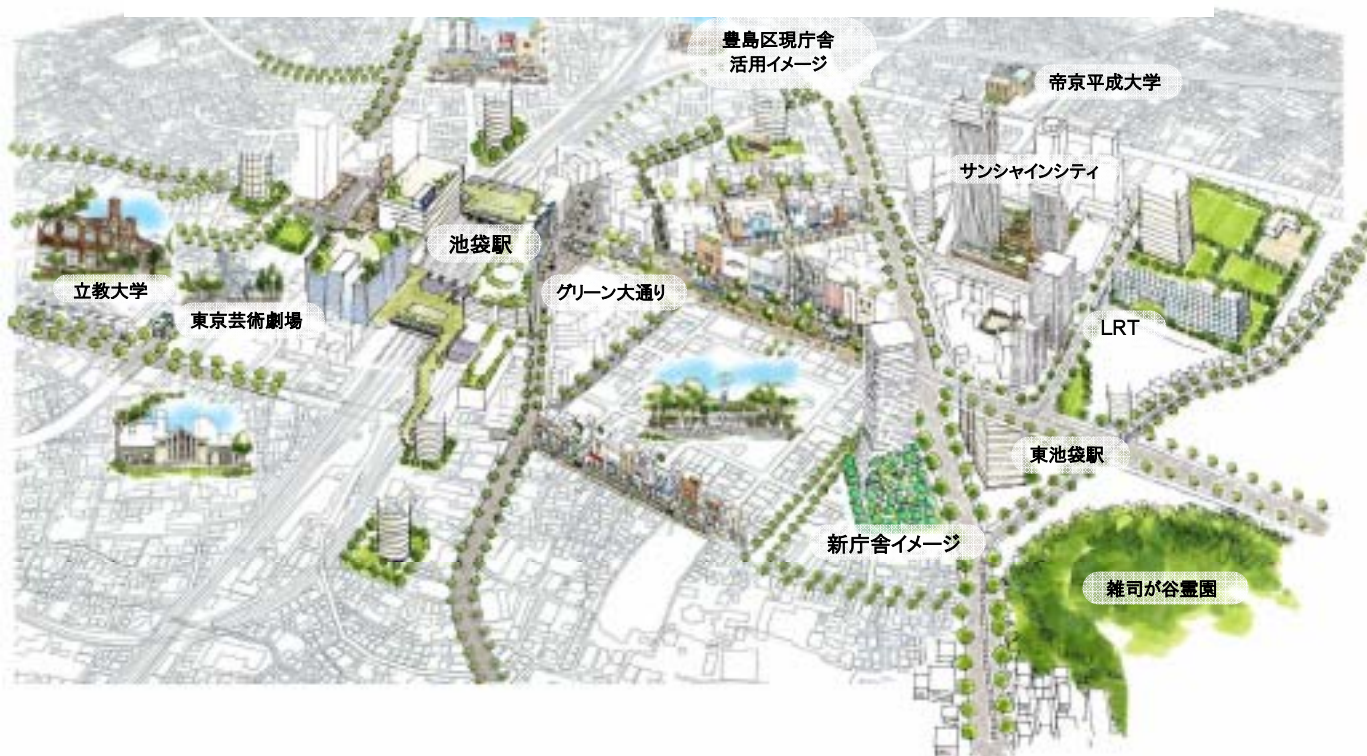 豊島区現庁舎
活用イメージ
帝京平成大学
サンシャインシティ
池袋駅
立教大学
グリーン大通り
東京芸術劇場
LRT
東池袋駅
新庁舎イメージ
雑司が谷霊園